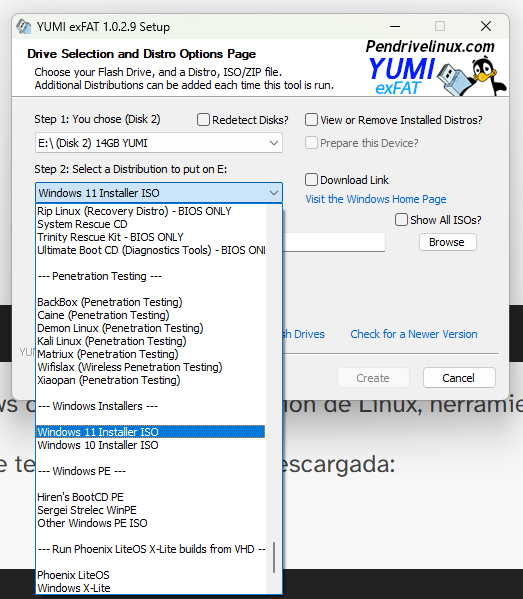 YUMI exFAT 1.0.2.9 Setup
Drive Selection and Distro Options Page
Choose your Flash Drive, and a Distro, ISO/ZIP file.
Additional Distributions can be added each time this tool is run.
Pendrivelinux.com
YUMI
exFAT
Step 1: You chose (Disk 2)
Redetect Disks?
View or Remove Installed Distros?
E:\ (Disk 2) 14GB YUMI
Prepare this Device?
Step 2: Select a Distribution to put on E:
Download Link
Windows 11 Installer ISO
Visit the Windows Home Page
Show All ISOs?
Browse
Rip Linux (Recovery Distro) - BIOS ONLY
System Rescue CD
Trinity Rescue Kit - BIOS ONLY
Ultimate Boot CD (Diagnostics Tools) - BIOS ONL
--- Penetration Testing ---
BackBox (Penetration Testing)
Caine (Penetration Testing)
Demon Linux (Penetration Testing)
Kali Linux (Penetration Testing)
Matriux (Penetration Testing)
Wifislax (Wireless Penetration Testing)
Xiaopan (Penetration Testing)
--- Windows Installers ---
Windows 11 Installer ISO
Windows 10 Installer ISO
--- Windows PE ---
Hiren's BootCD PE
Sergei Strelec WinPE
Other Windows PE ISO
--- Run Phoenix LiteOS X-Lite builds from VHD --
Phoenix LiteOS
Windows X-Lite
sh Drives
Check for a Newer Version
YU
Create
Cancel
ión de Linux, herramie
e te
escargada: